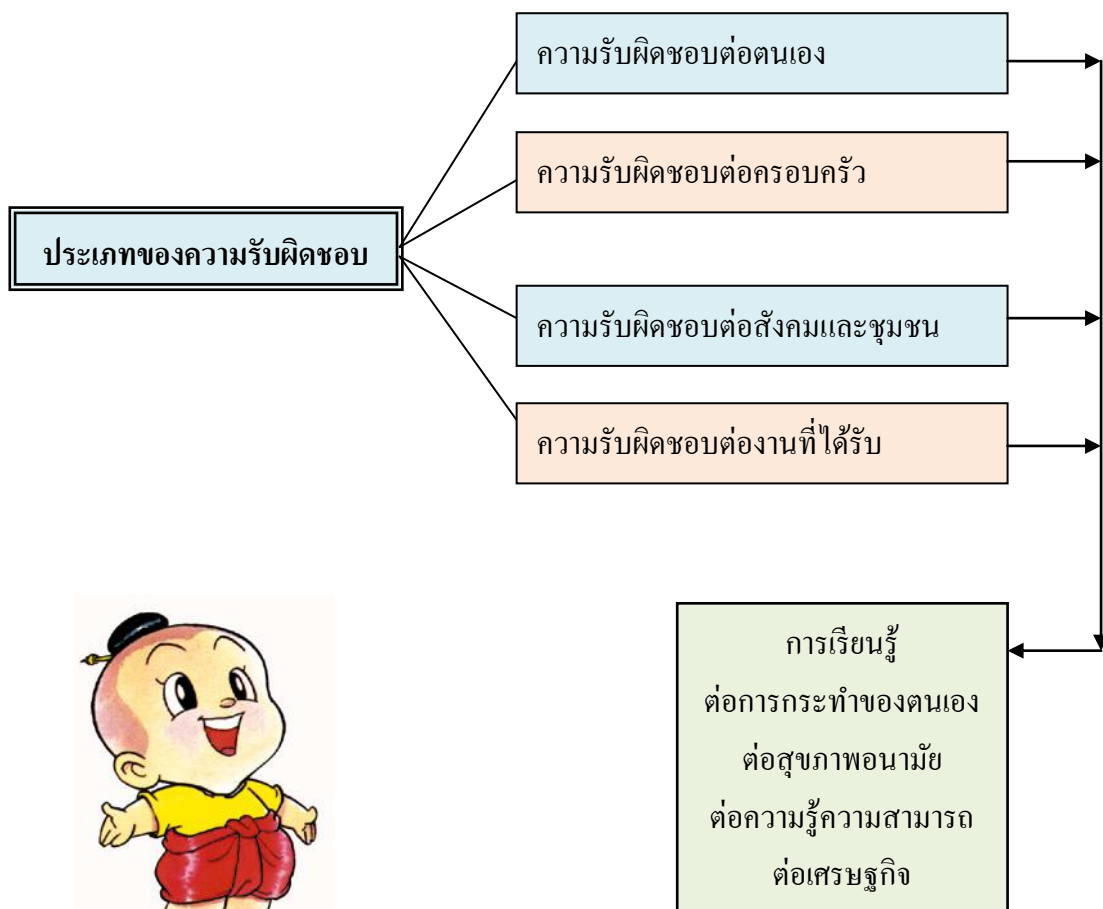 ความรับผิดชอบต่อตนเอง
ความรับผิดชอบต่อครอบครัว
ประเภทของความรับผิดชอบ
ความรับผิดชอบต่อสังคมและชุมชน
ความรับผิดชอบต่องานที่ได้รับ
การเรียนรู้
ต่อการกระทำของตนเอง
ต่อสุขภาพอนามัย
ต่อความรู้ความสามารถ
ต่อเศรษฐกิจ